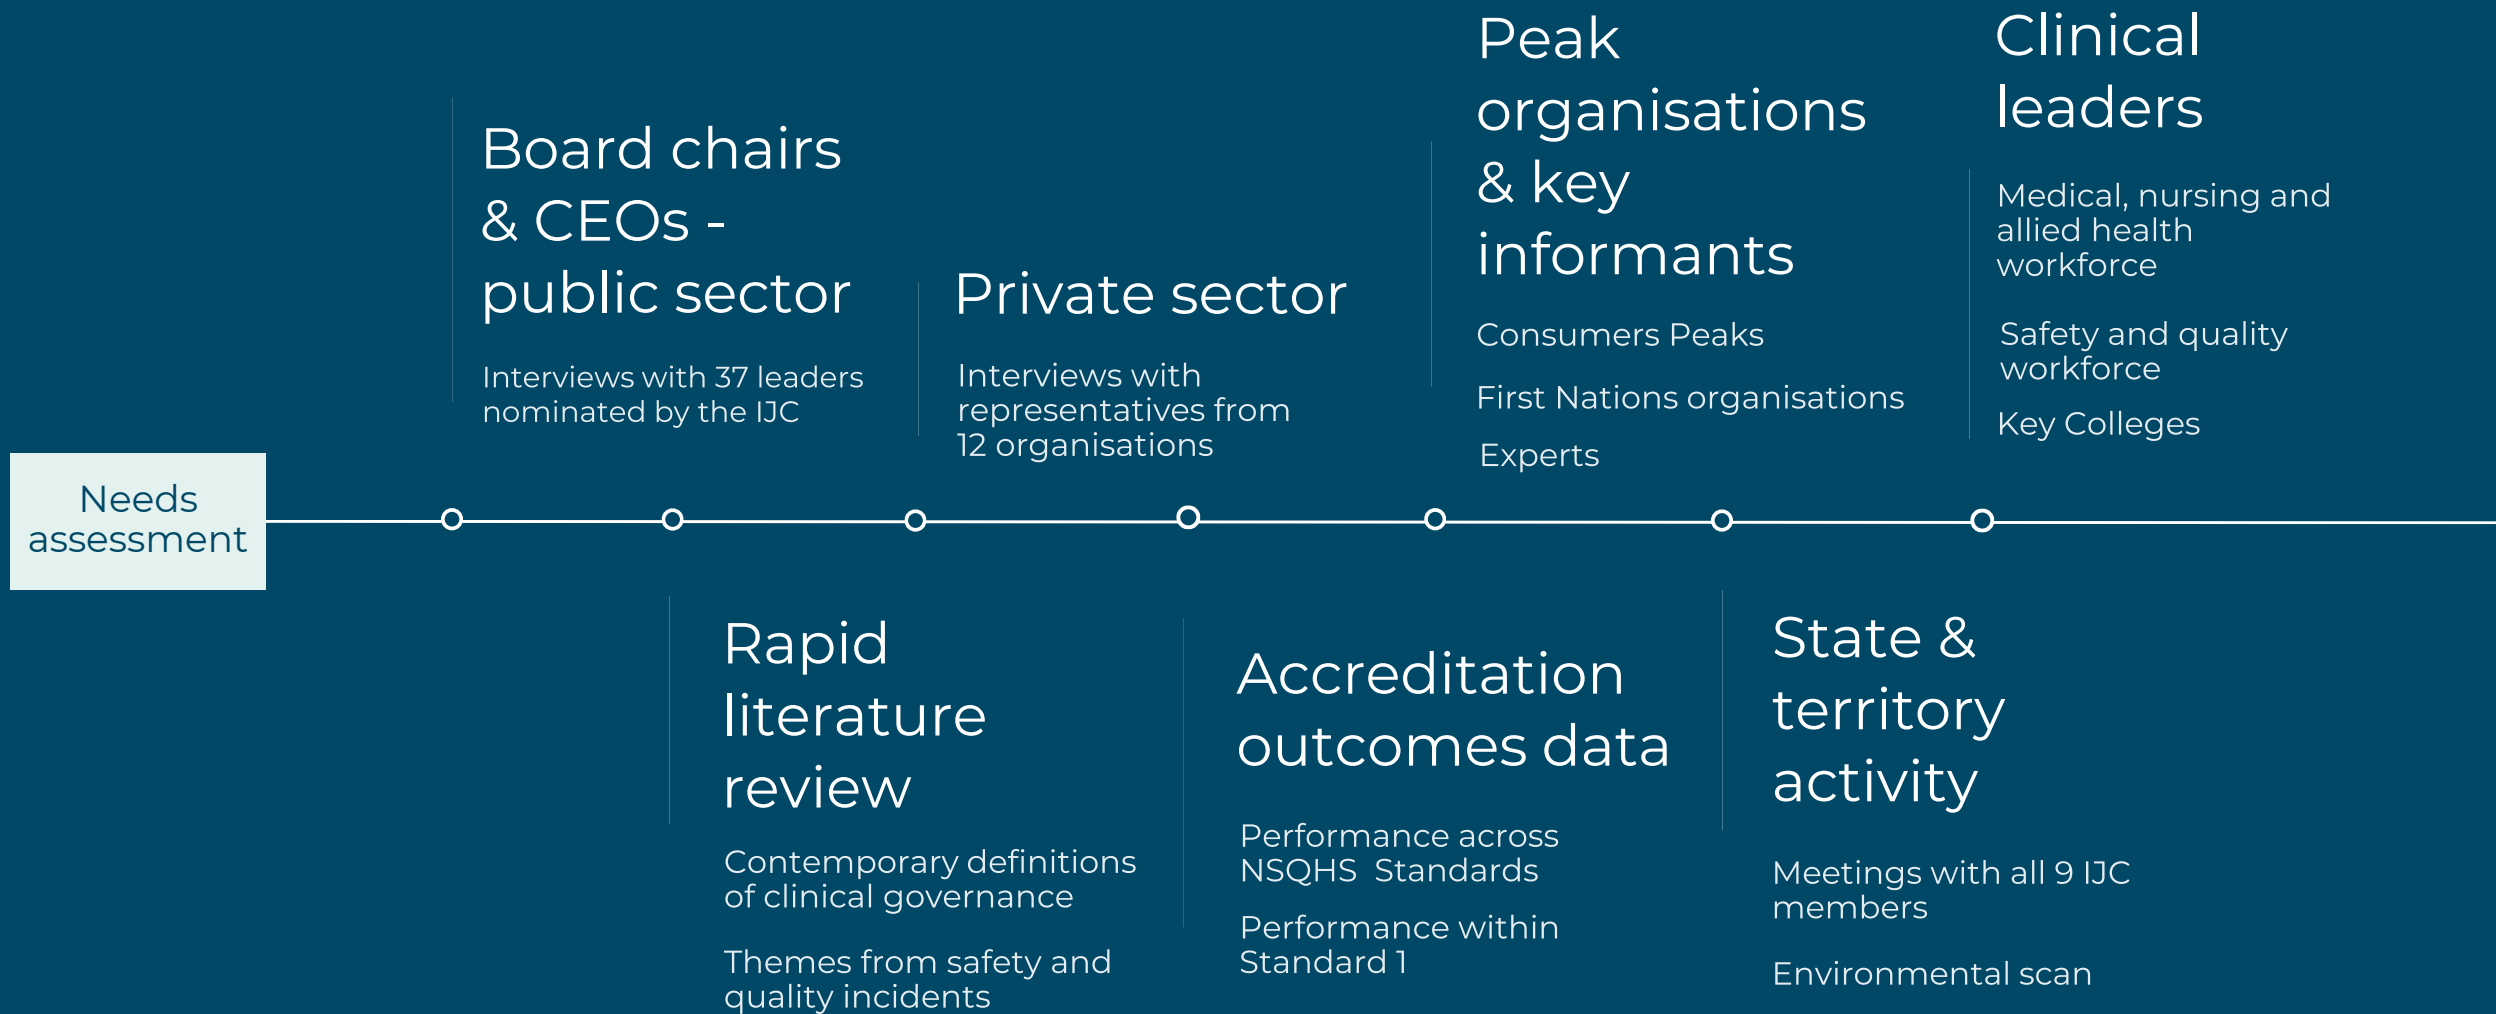 Needs
assessment
Board chairs
& CEOs -
public sector
Interviews with 37 leaders
nominated by the IJC
Rapid
literature
review
Contemporary definitions
of clinical governance
Themes from safety and
quality incidents
Private sector
Interviews with
representatives from
12 organisations
Accreditation
outcomes data
Performance across
NSQHS  Standards
Performance within
Standard 1
Peak
organisations
& key
informants
Consumers Peaks
First Nations organisations
Experts
State &
territory
activity
Meetings with all 9 IJC
members
Environmental scan
Clinical
leaders
Medical, nursing and
allied health
workforce
Safety and quality
workforce
Key Colleges